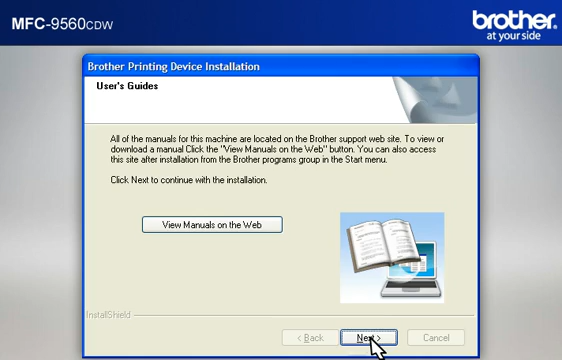 MFC-9560CDW
brother
at your side
Brother Printing Device Installation
User's Guides
All of the manuals for this machine are located on the Brother support web site. To view or
download a manual Click the "View Manuals on the Web" button. You can also access
this site after installation from the Brother programs group in the Start menu.
Click Next to continue with the installation.
View Manuals on the Web
InstallShield
< Back
Next >
Cancel